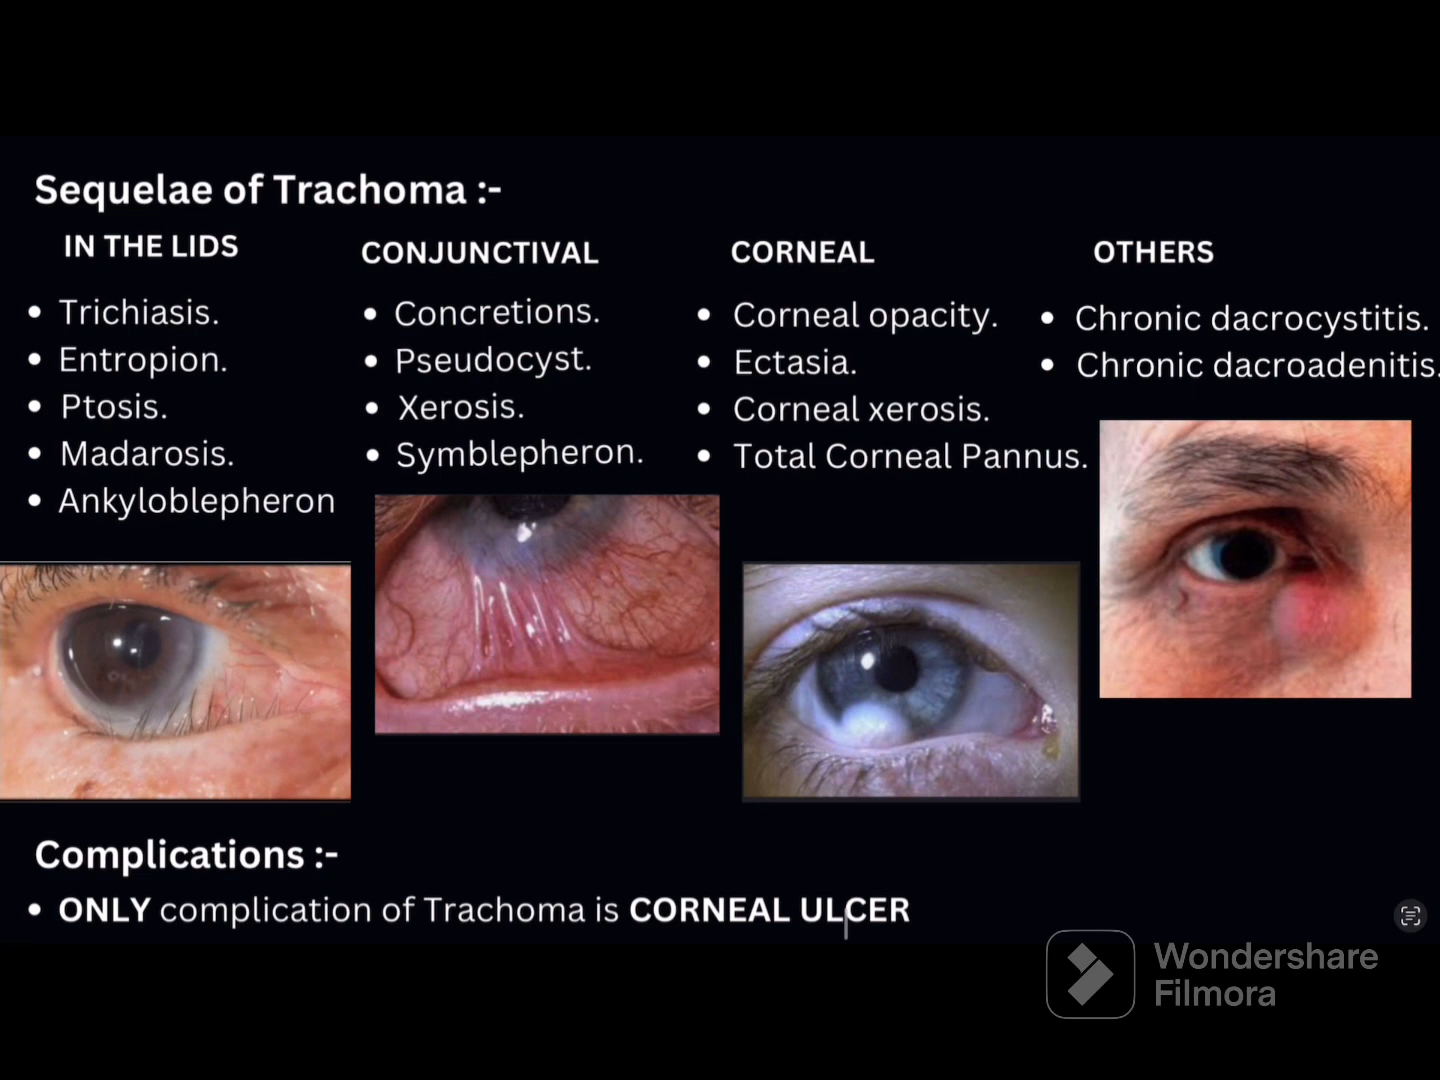 Sequelae of Trachoma :-
IN THE LIDS
• Trichiasis.
• Entropion.
• Ptosis.
• Madarosis.
• Ankyloblepheron
CONJUNCTIVAL
• Concretions.
• Pseudocyst.
• Xerosis.
• Symblepheron.
CORNEAL
• Corneal opacity.
• Ectasia.
• Corneal xerosis.
• Total Corneal Pannus.
OTHERS
• Chronic dacrocystitis.
• Chronic dacroadenitis.
Complications :-
• ONLY complication of Trachoma is CORNEAL ULCER
Wondershare
Filmora